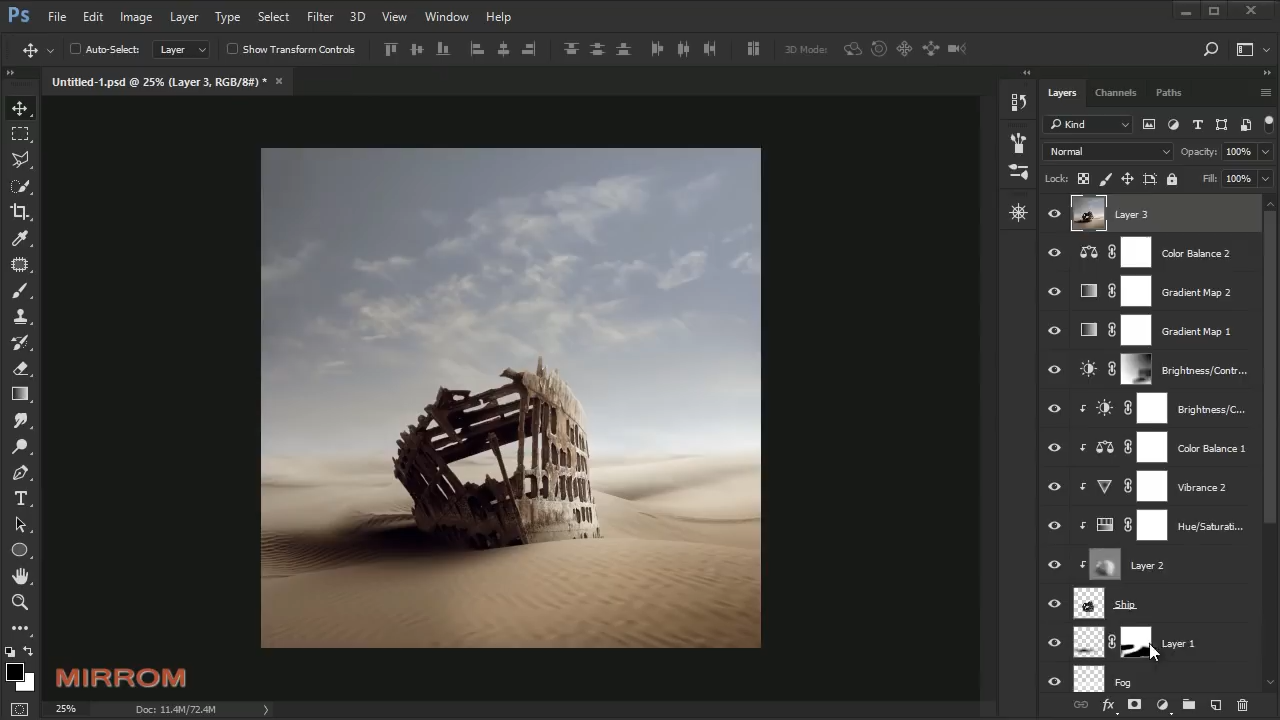 Ps File Edit Image Layer Type Select Filter 3D View Window Help
Auto-Select: Layer Show Transform Controls 3D Mode:
Untitled-1.psd @ 25% (Layer 3, RGB/8#) * ×
Layers Channels Paths
Kind
Normal Opacity: 100%
Lock: Fill: 100%
Layer 3
Color Balance 2
Gradient Map 2
Gradient Map 1
Brightness/Contr...
Brightness/C...
Color Balance 1
Vibrance 2
Hue/Saturati...
Layer 2
Ship
Layer 1
Fog
MIRROM
25% Doc: 11.4M/72.4M
fx